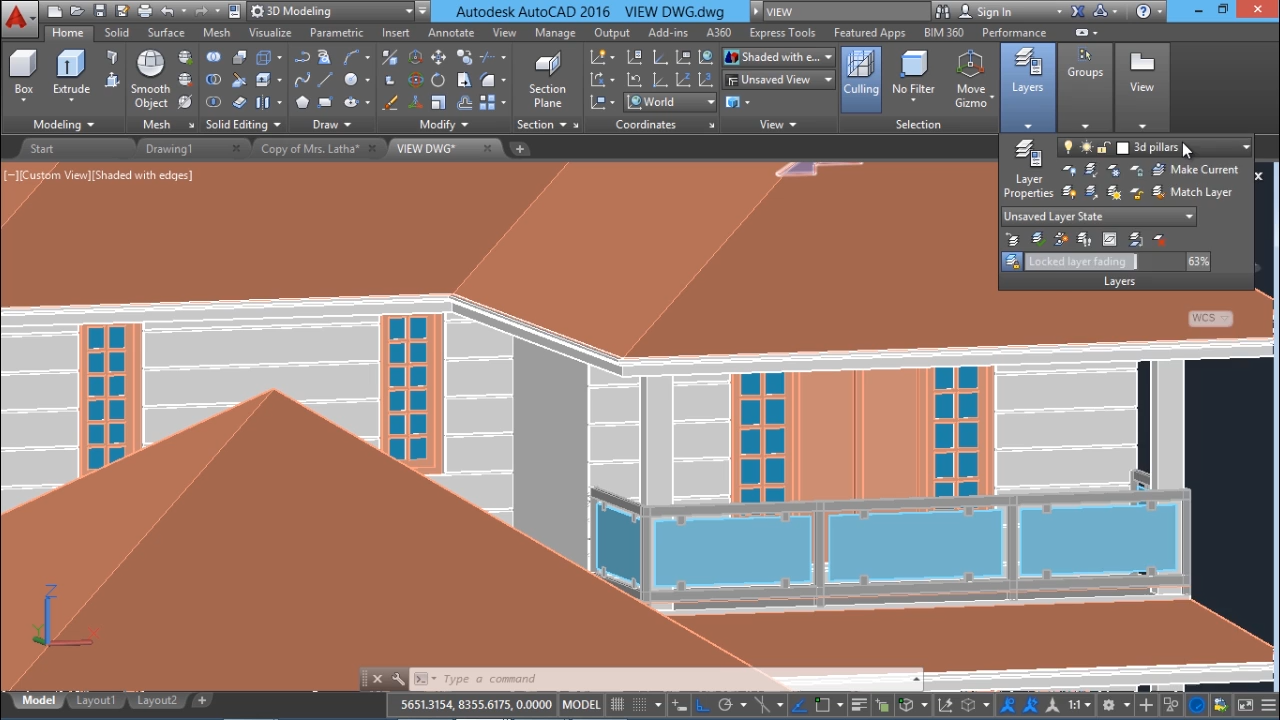 3D Modeling Autodesk AutoCAD 2016 VIEW DWG.dwg VIEW Sign In
Home Solid Surface Mesh Visualize Parametric Insert Annotate View Manage Output Add-ins A360 Express Tools Featured Apps BIM 360 Performance
Box Extrude Smooth Object Section Plane Culling No Filter Move Gizmo Layers Groups View
Shaded with e...
Unsaved View
World
Modeling Mesh Solid Editing Draw Modify Section Coordinates View Selection
Start Drawing1 Copy of Mrs. Latha* VIEW DWG*
3d pillars
[−][Custom View][Shaded with edges]
Layer Properties
Make Current
Match Layer
Unsaved Layer State
Locked layer fading 63%
Layers
WCS
Z
Y
X
Type a command
Model Layout1 Layout2 5651.3154, 8355.6175, 0.0000 MODEL 1:1